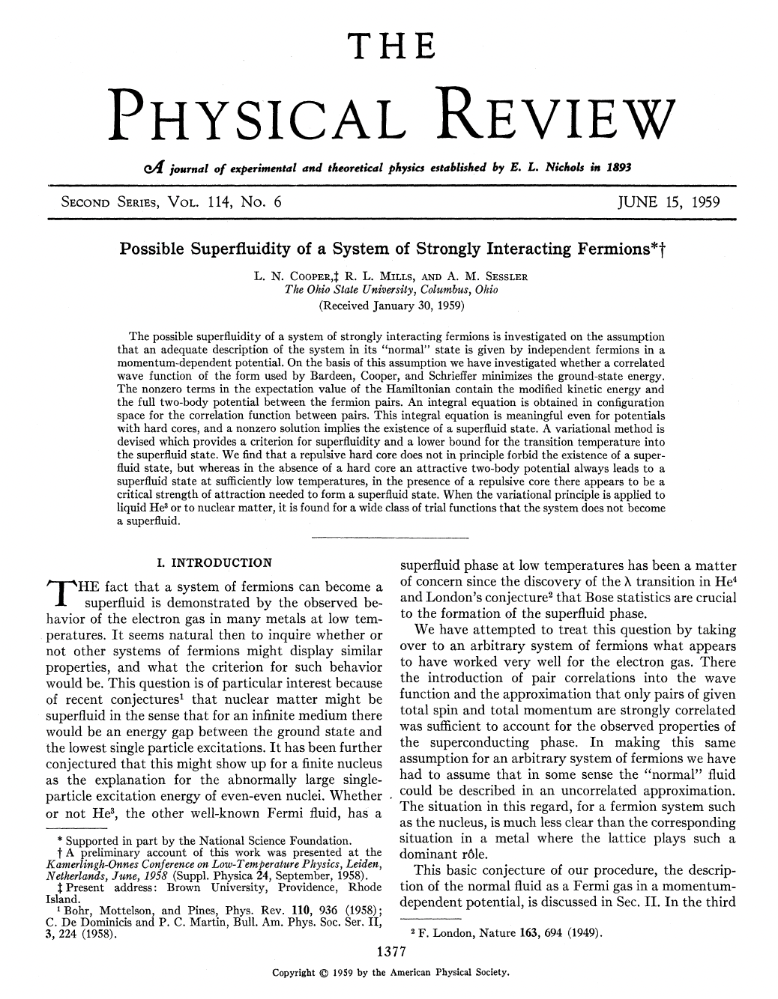 THE
PHYSICAL REVIEW
A journal of experimental and theoretical physics established by E. L. Nichols in 1893
SECOND SERIES, VOL. 114, NO. 6 JUNE 15, 1959
Possible Superfluidity of a System of Strongly Interacting Fermions*†
L. N. COOPER,‡ R. L. MILLS, AND A. M. SESSLER
The Ohio State University, Columbus, Ohio
(Received January 30, 1959)
The possible superfluidity of a system of strongly interacting fermions is investigated on the assumption
that an adequate description of the system in its “normal” state is given by independent fermions in a
momentum-dependent potential. On the basis of this assumption we have investigated whether a correlated
wave function of the form used by Bardeen, Cooper, and Schrieffer minimizes the ground-state energy.
The nonzero terms in the expectation value of the Hamiltonian contain the modified kinetic energy and
the full two-body potential between the fermion pairs. An integral equation is obtained in configuration
space for the correlation function between pairs. This integral equation is meaningful even for potentials
with hard cores, and a nonzero solution implies the existence of a superfluid state. A variational method is
devised which provides a criterion for superfluidity and a lower bound for the transition temperature into
the superfluid state. We find that a repulsive hard core does not in principle forbid the existence of a super-
fluid state, but whereas in the absence of a hard core an attractive two-body potential always leads to a
superfluid state at sufficiently low temperatures, in the presence of a repulsive core there appears to be a
critical strength of attraction needed to form a superfluid state. When the variational principle is applied to
liquid He³ or to nuclear matter, it is found for a wide class of trial functions that the system does not become
a superfluid.
I. INTRODUCTION
THE fact that a system of fermions can become a
superfluid is demonstrated by the observed be-
havior of the electron gas in many metals at low tem-
peratures. It seems natural then to inquire whether or
not other systems of fermions might display similar
properties, and what the criterion for such behavior
would be. This question is of particular interest because
of recent conjectures¹ that nuclear matter might be
superfluid in the sense that for an infinite medium there
would be an energy gap between the ground state and
the lowest single particle excitations. It has been further
conjectured that this might show up for a finite nucleus
as the explanation for the abnormally large single-
particle excitation energy of even-even nuclei. Whether
or not He³, the other well-known Fermi fluid, has a
* Supported in part by the National Science Foundation.
† A preliminary account of this work was presented at the
Kamerlingh-Onnes Conference on Low-Temperature Physics, Leiden,
Netherlands, June, 1958 (Suppl. Physica 24, September, 1958).
‡ Present address: Brown University, Providence, Rhode
Island.
¹ Bohr, Mottelson, and Pines, Phys. Rev. 110, 936 (1958);
C. De Dominicis and P. C. Martin, Bull. Am. Phys. Soc. Ser. II,
3, 224 (1958).
superfluid phase at low temperatures has been a matter
of concern since the discovery of the λ transition in He⁴
and London's conjecture² that Bose statistics are crucial
to the formation of the superfluid phase.
We have attempted to treat this question by taking
over to an arbitrary system of fermions what appears
to have worked very well for the electron gas. There
the introduction of pair correlations into the wave
function and the approximation that only pairs of given
total spin and total momentum are strongly correlated
was sufficient to account for the observed properties of
the superconducting phase. In making this same
assumption for an arbitrary system of fermions we have
had to assume that in some sense the “normal” fluid
could be described in an uncorrelated approximation.
The situation in this regard, for a fermion system such
as the nucleus, is much less clear than the corresponding
situation in a metal where the lattice plays such a
dominant rôle.
This basic conjecture of our procedure, the descrip-
tion of the normal fluid as a Fermi gas in a momentum-
dependent potential, is discussed in Sec. II. In the third
² F. London, Nature 163, 694 (1949).
1377
Copyright © 1959 by the American Physical Society.